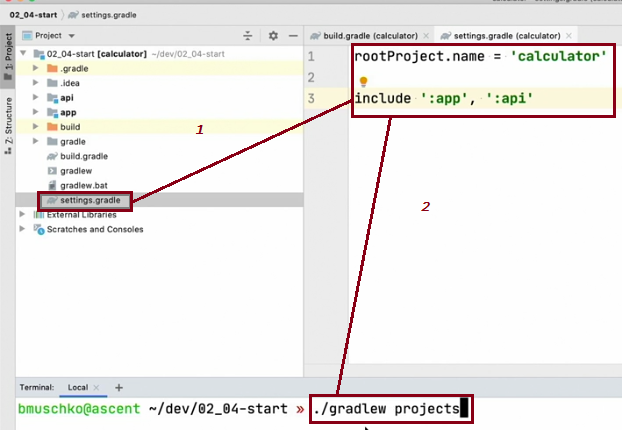 02_04-start
settings.gradle
Project
build.gradle (calculator)
settings.gradle (calculator)
1: Project
Z: Structure
02_04-start [calculator] ~/dev/02_04-start
.gradle
.idea
api
app
build
gradle
build.gradle
gradlew
gradlew.bat
settings.gradle
External Libraries
Scratches and Consoles
1 rootProject.name = 'calculator'
2
3 include ':app', ':api'
1
2
Terminal: Local +
bmuschko@ascent ~/dev/02_04-start » ./gradlew projects